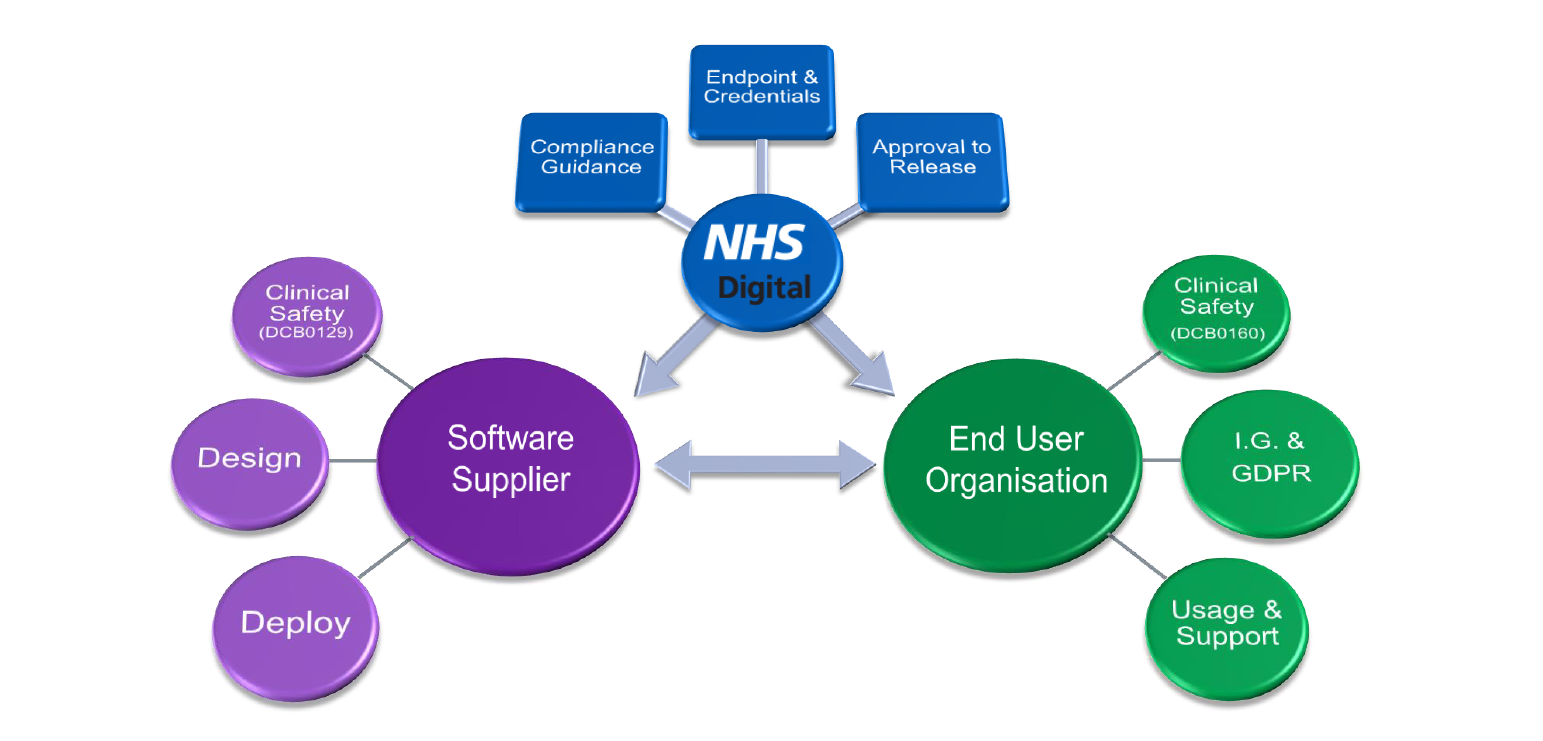 Endpoint &
Credentials
Compliance
Guidance
Approval to
Release
NHS
Digital
Clinical
Safety
(DCB0129)
Design
Deploy
Software
Supplier
End User
Organisation
Clinical
Safety
(DCB0160)
I.G. &
GDPR
Usage &
Support